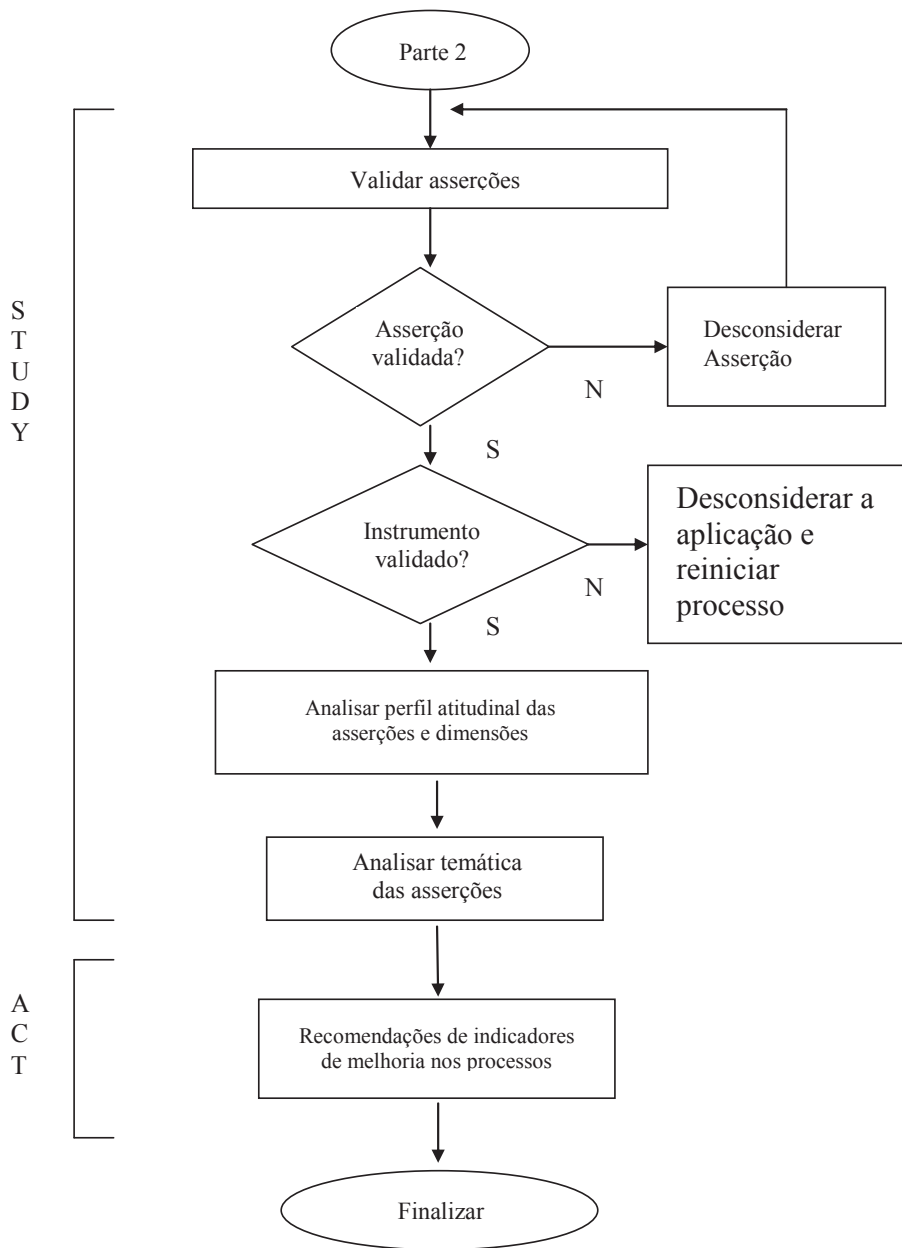 Parte 2
Validar asserções
S
T
U
D
Y
Asserção
validada?
N
Desconsiderar
Asserção
S
Instrumento
validado?
N
Desconsiderar a
aplicação e
reiniciar
processo
S
Analisar perfil atitudinal das
asserções e dimensões
Analisar temática
das asserções
A
C
T
Recomendações de indicadores
de melhoria nos processos
Finalizar